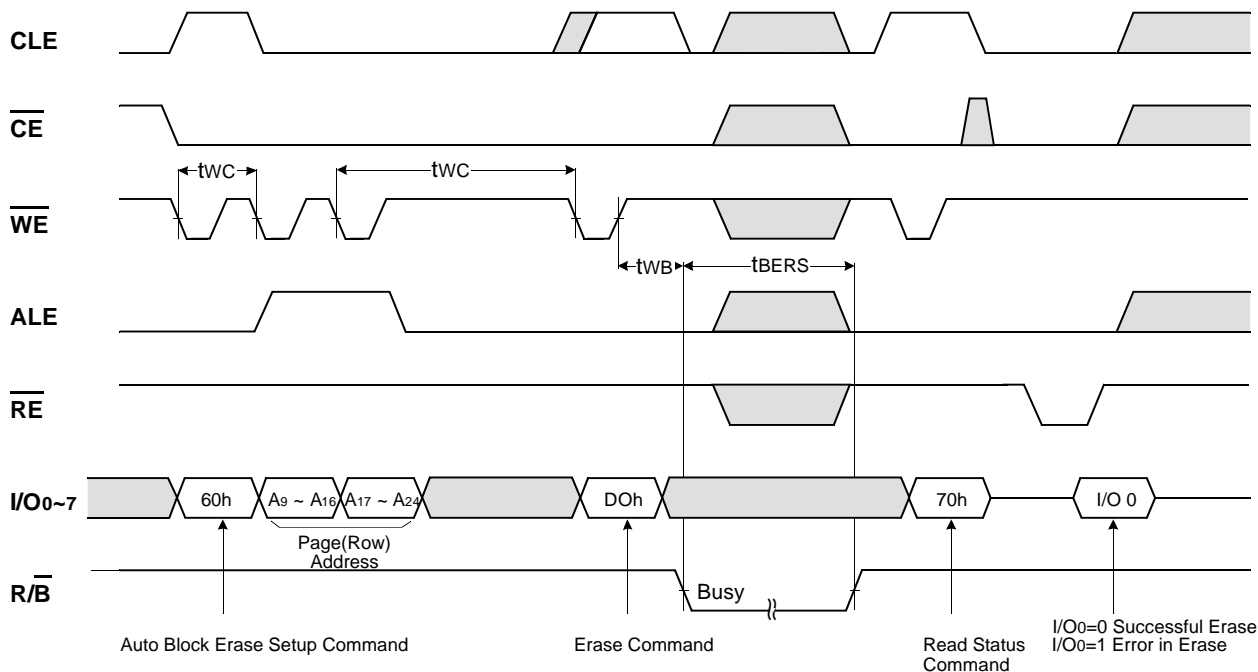 CLE
CE
tWC
tWC
WE
tWB
tBERS
ALE
RE
I/O0~7
60h
A9 ~ A16
A17 ~ A24
DOh
70h
I/O 0
Page(Row)
Address
R/B
Busy
Auto Block Erase Setup Command
Erase Command
Read Status
Command
I/O0=0 Successful Erase
I/O0=1 Error in Erase